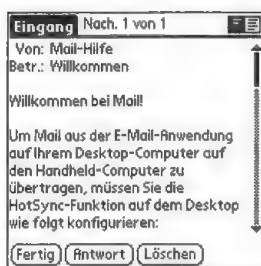 Eingang Nach. 1 von 1
Von: Mail-Hilfe
Betr.: Willkommen
Willkommen bei Mail!
Um Mail aus der E-Mail-Anwendung
auf Ihrem Desktop-Computer auf
den Handheld-Computer zu
übertragen, müssen Sie die
HotSync-Funktion auf dem Desktop
wie folgt konfigurieren:
Fertig Antwort Löschen